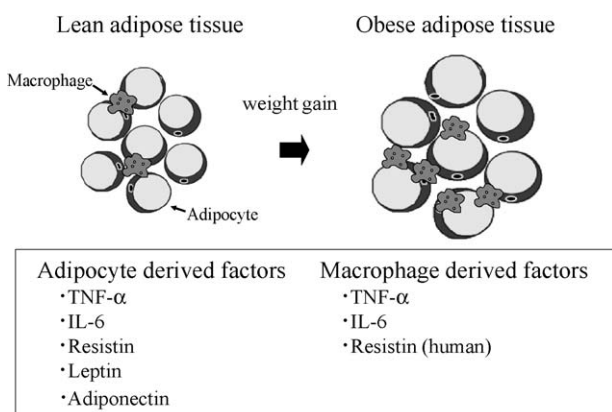 Lean adipose tissue
Obese adipose tissue
Macrophage
weight gain
Adipocyte
Adipocyte derived factors
・TNF-α
・IL-6
・Resistin
・Leptin
・Adiponectin
Macrophage derived factors
・TNF-α
・IL-6
・Resistin (human)